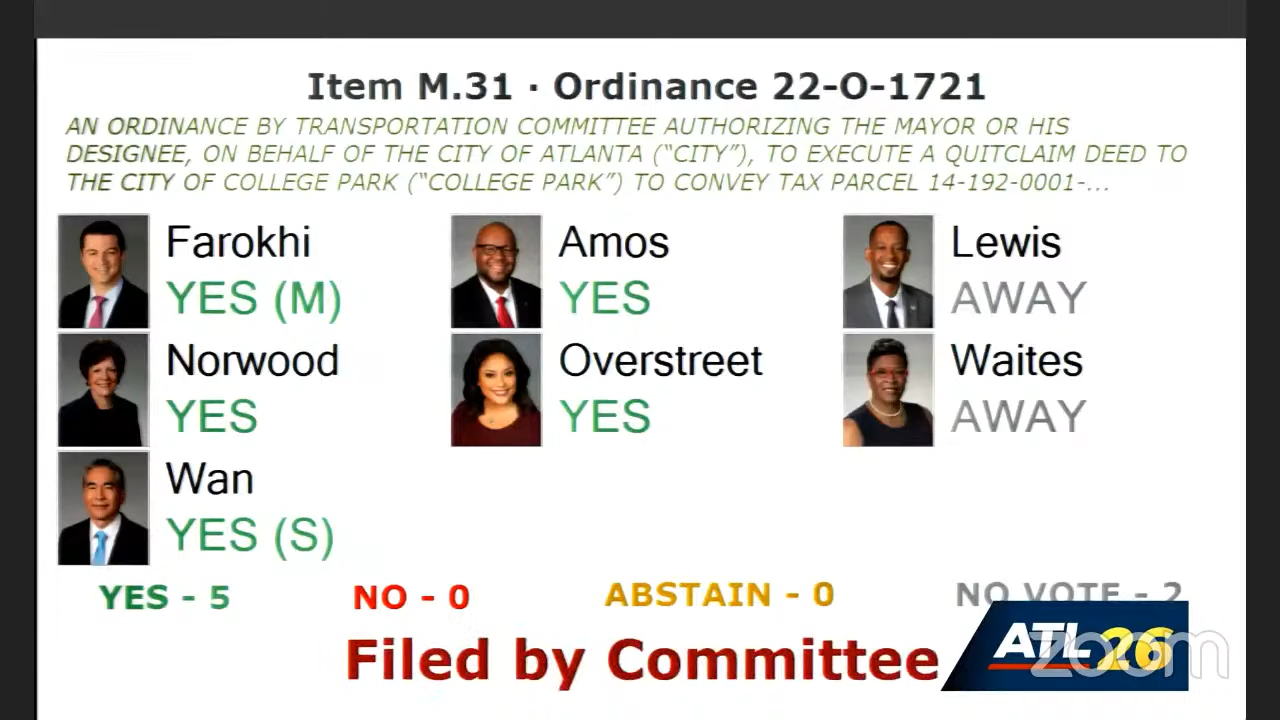 Item M.31 · Ordinance 22-O-1721
AN ORDINANCE BY TRANSPORTATION COMMITTEE AUTHORIZING THE MAYOR OR HIS
DESIGNEE, ON BEHALF OF THE CITY OF ATLANTA (“CITY”), TO EXECUTE A QUITCLAIM DEED TO
THE CITY OF COLLEGE PARK (“COLLEGE PARK”) TO CONVEY TAX PARCEL 14-192-0001-...
Farokhi
YES (M)
Amos
YES
Lewis
AWAY
Norwood
YES
Overstreet
YES
Waites
AWAY
Wan
YES (S)
YES - 5
NO - 0
ABSTAIN - 0
NO VOTE - 2
Filed by Committee
ATL 26
zoom